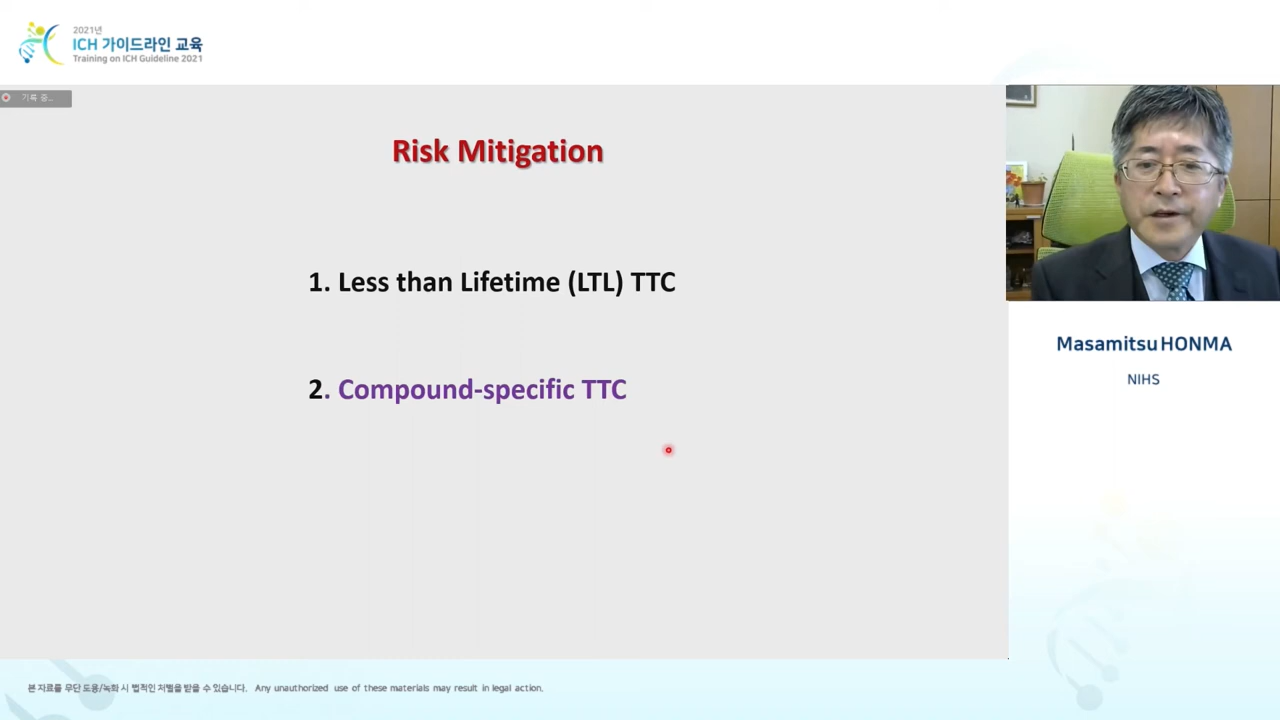 2021년
ICH 가이드라인 교육
Training on ICH Guideline 2021
기록 중...
Risk Mitigation
1. Less than Lifetime (LTL) TTC
2. Compound-specific TTC
Masamitsu HONMA
NIHS
본 자료를 무단 도용/녹화 시 법적인 처벌을 받을 수 있습니다. Any unauthorized use of these materials may result in legal action.